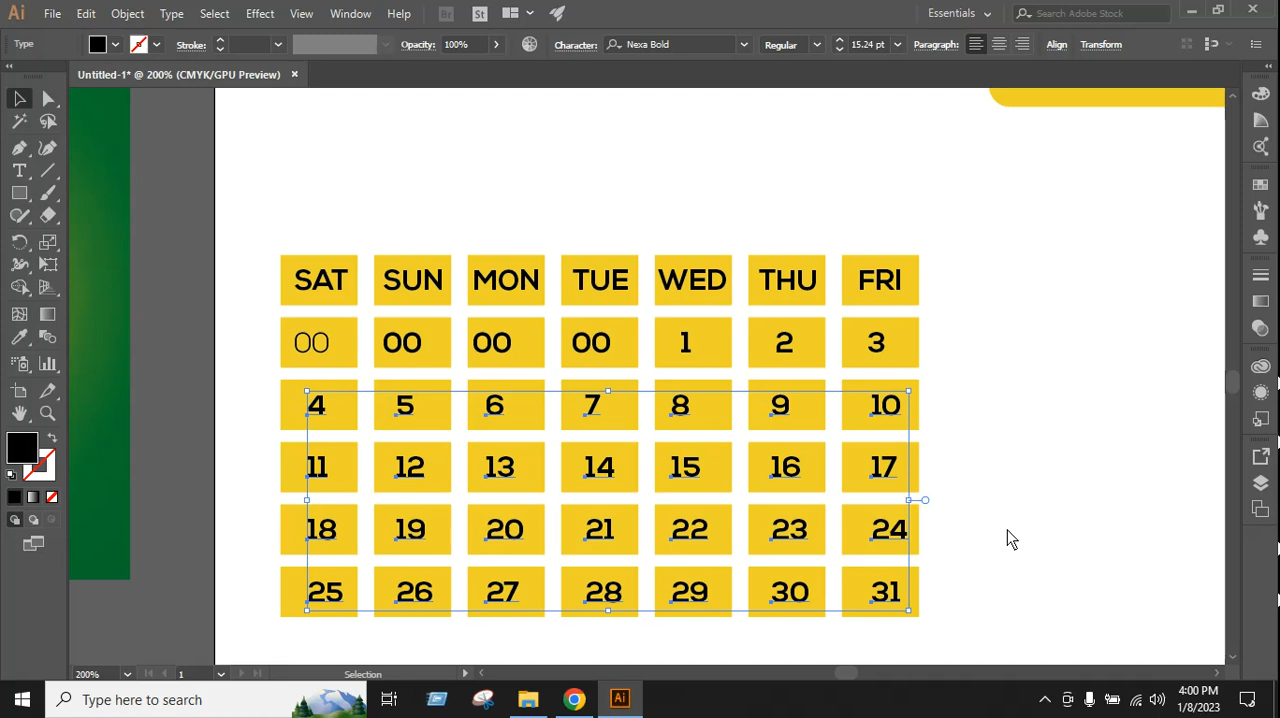 Ai File Edit Object Type Select Effect View Window Help Br St Essentials Search Adobe Stock
Type Stroke: Opacity: 100% Character: Nexa Bold Regular 15.24 pt Paragraph: Align Transform
Untitled-1* @ 200% (CMYK/GPU Preview)
SAT SUN MON TUE WED THU FRI
00 00 00 00 1 2 3
4 5 6 7 8 9 10
11 12 13 14 15 16 17
18 19 20 21 22 23 24
25 26 27 28 29 30 31
200% 1 Selection
Type here to search Ai 4:00 PM
1/8/2023